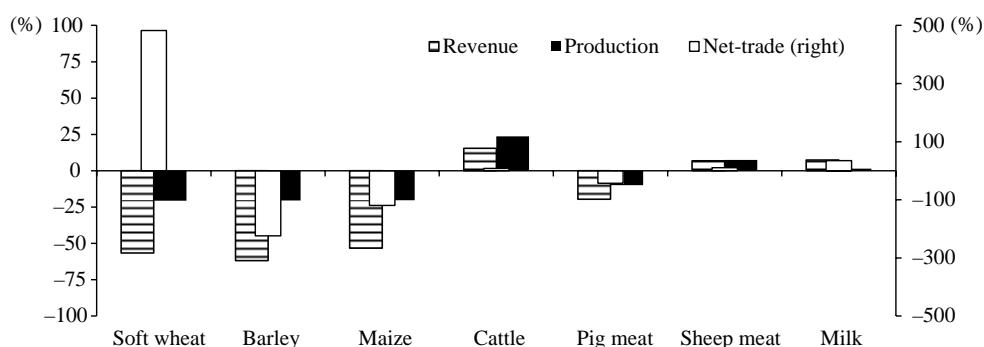 (%) 100 500 (%)
Revenue Production Net-trade (right)
75 300
50
25 100
0
–25 –100
–50
–75 –300
–100 –500
Soft wheat Barley Maize Cattle Pig meat Sheep meat Milk